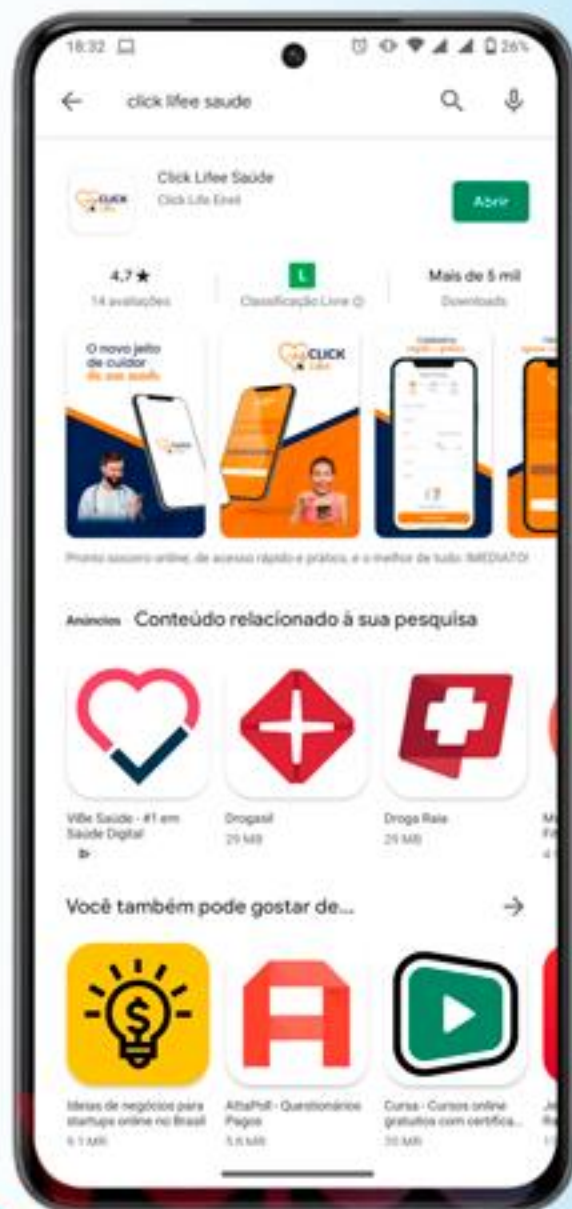 18:32
26%
click lifee saude
CLICK
Click Lifee Saúde
Click Life Eireli
Abrir
4,7 ★
14 avaliações
L
Classificação Livre
Mais de 5 mil
Downloads
O novo jeito
de cuidar
da sua saúde
CLICK
Pronto socorro online, de acesso rápido e prático, e o melhor de tudo: IMEDIATO!
Anúncios Conteúdo relacionado à sua pesquisa
ViBe Saúde - #1 em
Saúde Digital
Drogasil
29 MB
Droga Raia
29 MB
Você também pode gostar de...
Ideias de negócios para
startups online no Brasil
9,1 MB
AttaPoll - Questionários
Pagos
5,6 MB
Cursa - Cursos online
gratuitos com certifica...
20 MB